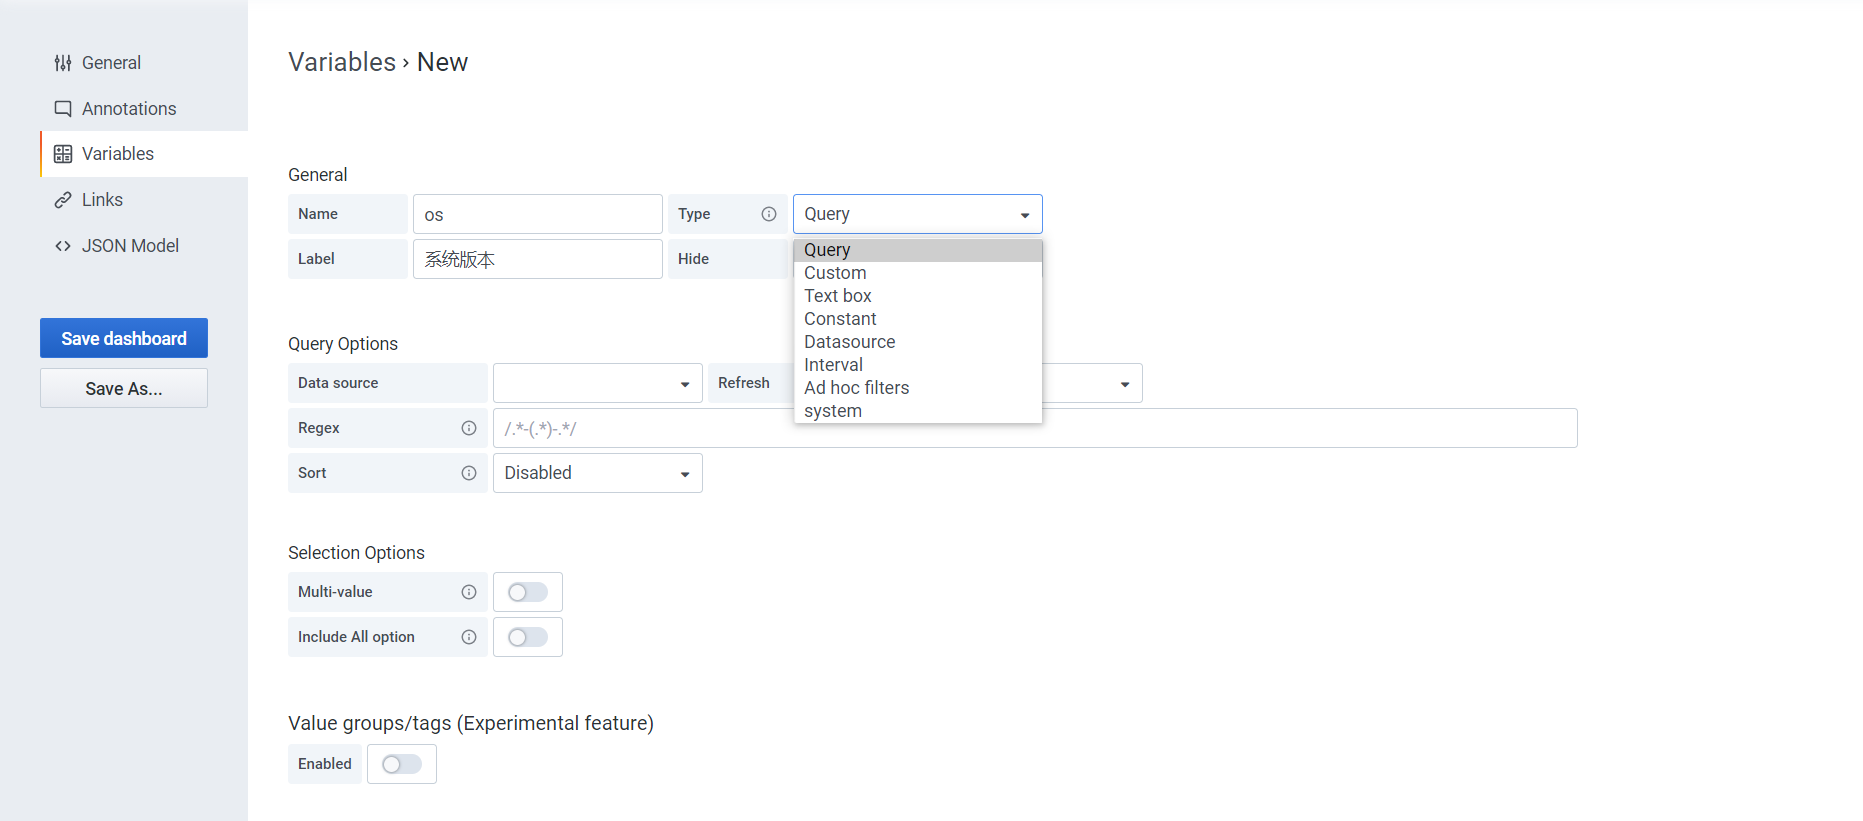 General
Annotations
Variables
Links
JSON Model
Save dashboard
Save As...
Variables › New
General
Name os Type Query
Label 系统版本 Hide
Query
Custom
Text box
Constant
Datasource
Interval
Ad hoc filters
system
Query Options
Data source Refresh
Regex /.*-(.*)-.*/
Sort Disabled
Selection Options
Multi-value
Include All option
Value groups/tags (Experimental feature)
Enabled